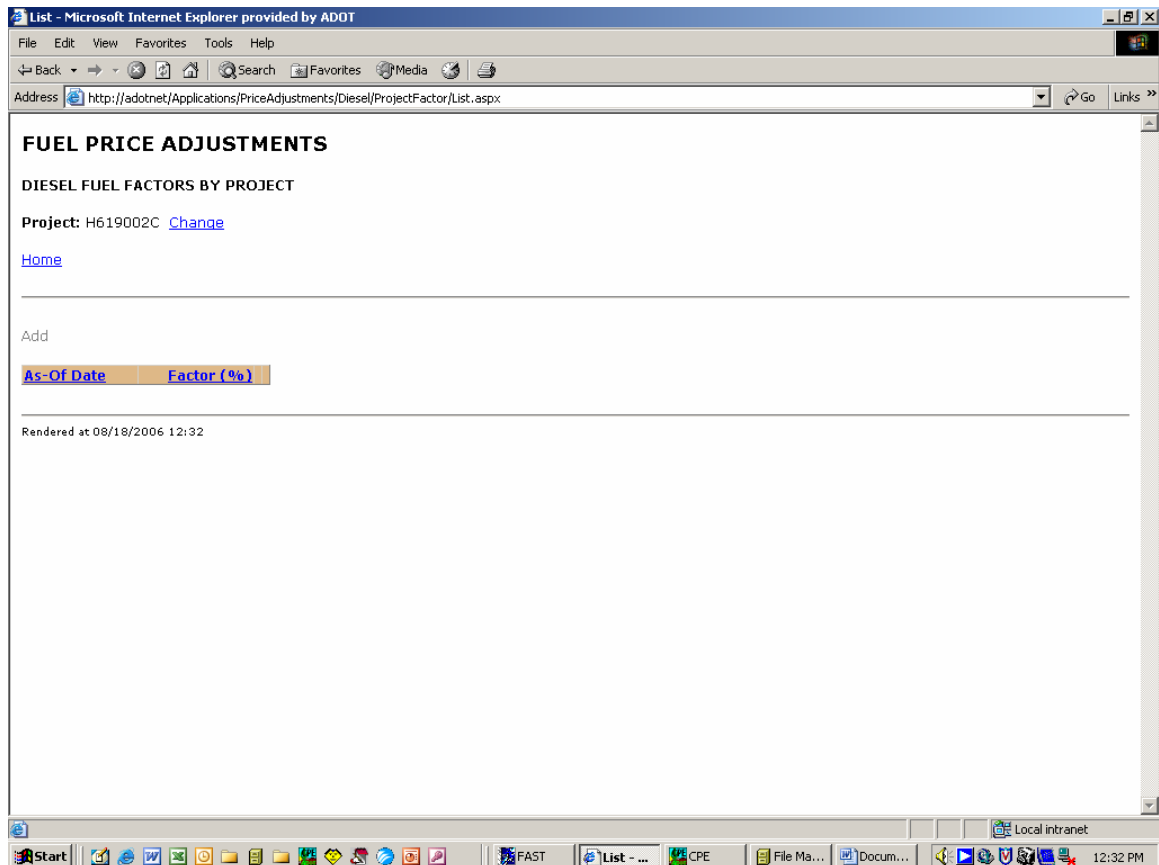 List - Microsoft Internet Explorer provided by ADOT
File Edit View Favorites Tools Help
Back Search Favorites Media
Address http://adotnet/Applications/PriceAdjustments/Diesel/ProjectFactor/List.aspx Go Links »
FUEL PRICE ADJUSTMENTS
DIESEL FUEL FACTORS BY PROJECT
Project: H619002C Change
Home
Add
As-Of Date Factor (%)
Rendered at 08/18/2006 12:32
Local intranet
Start FAST List - ... CPE File Ma... Docum... 12:32 PM